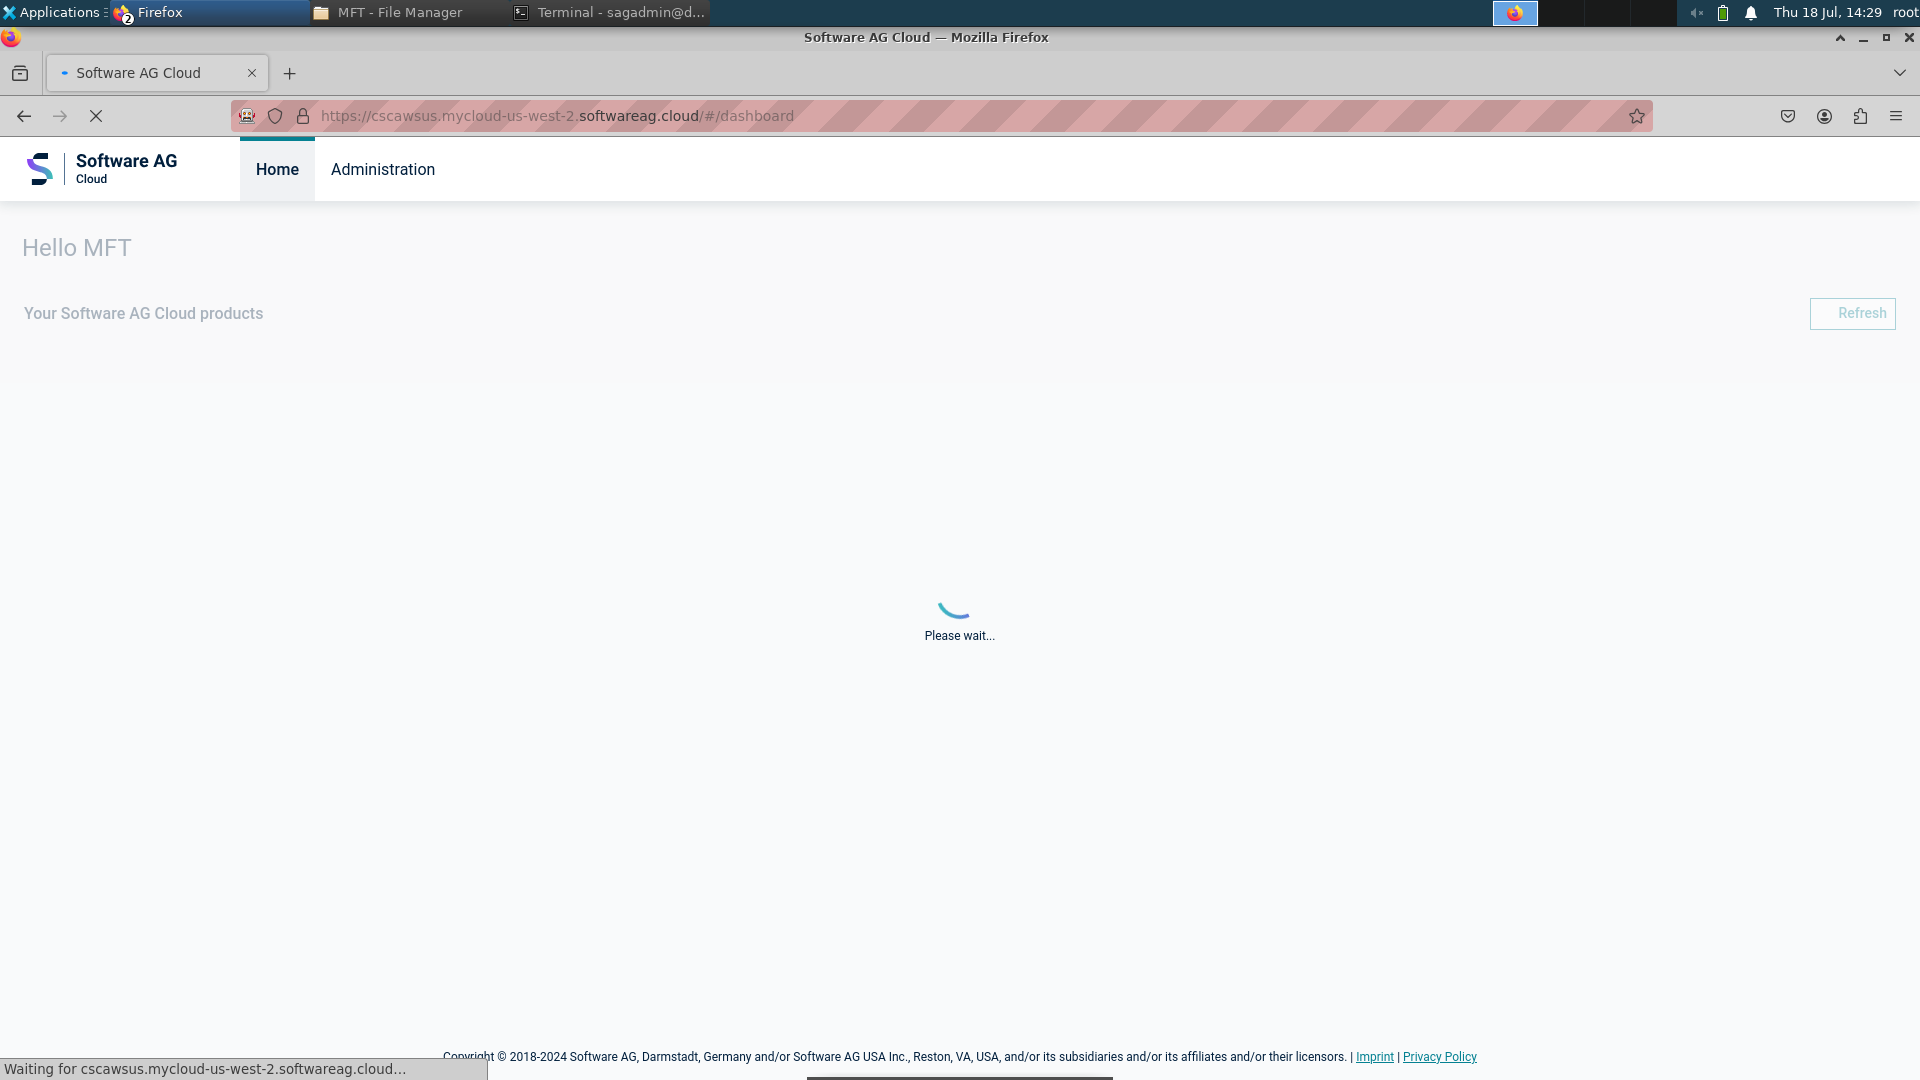 Applications
2
Firefox
MFT - File Manager
Terminal - sagadmin@d...
Thu 18 Jul, 14:29
root
Software AG Cloud — Mozilla Firefox
Software AG Cloud
https://cscawsus.mycloud-us-west-2.softwareag.cloud/#/dashboard
Software AG
Cloud
Home
Administration
Hello MFT
Your Software AG Cloud products
Refresh
Please wait...
Copyright © 2018-2024 Software AG, Darmstadt, Germany and/or Software AG USA Inc., Reston, VA, USA, and/or its subsidiaries and/or its affiliates and/or their licensors. | Imprint | Privacy Policy
Waiting for cscawsus.mycloud-us-west-2.softwareag.cloud...